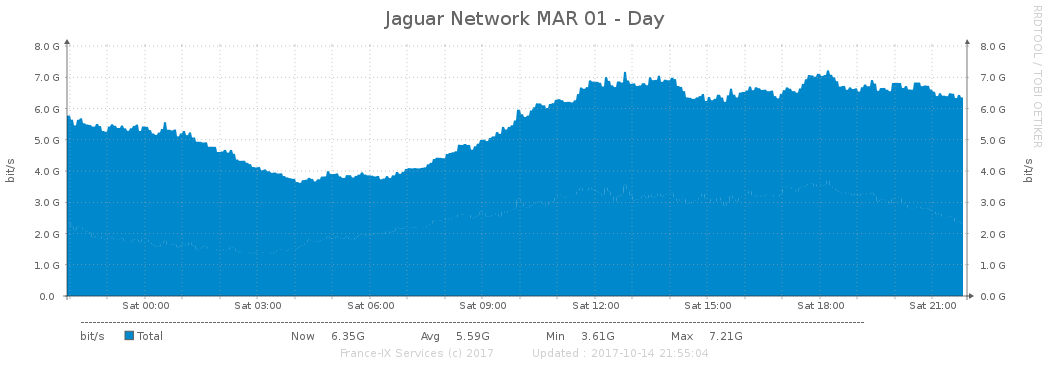 Jaguar Network MAR 01 - Day
RRDTOOL / TOBI OETIKER
bit/s
bit/s
8.0 G 8.0 G
7.0 G 7.0 G
6.0 G 6.0 G
5.0 G 5.0 G
4.0 G 4.0 G
3.0 G 3.0 G
2.0 G 2.0 G
1.0 G 1.0 G
0.0 0.0 G
Sat 00:00 Sat 03:00 Sat 06:00 Sat 09:00 Sat 12:00 Sat 15:00 Sat 18:00 Sat 21:00
bit/s Total Now 6.35G Avg 5.59G Min 3.61G Max 7.21G
France-IX Services (c) 2017 Updated : 2017-10-14 21:55:04